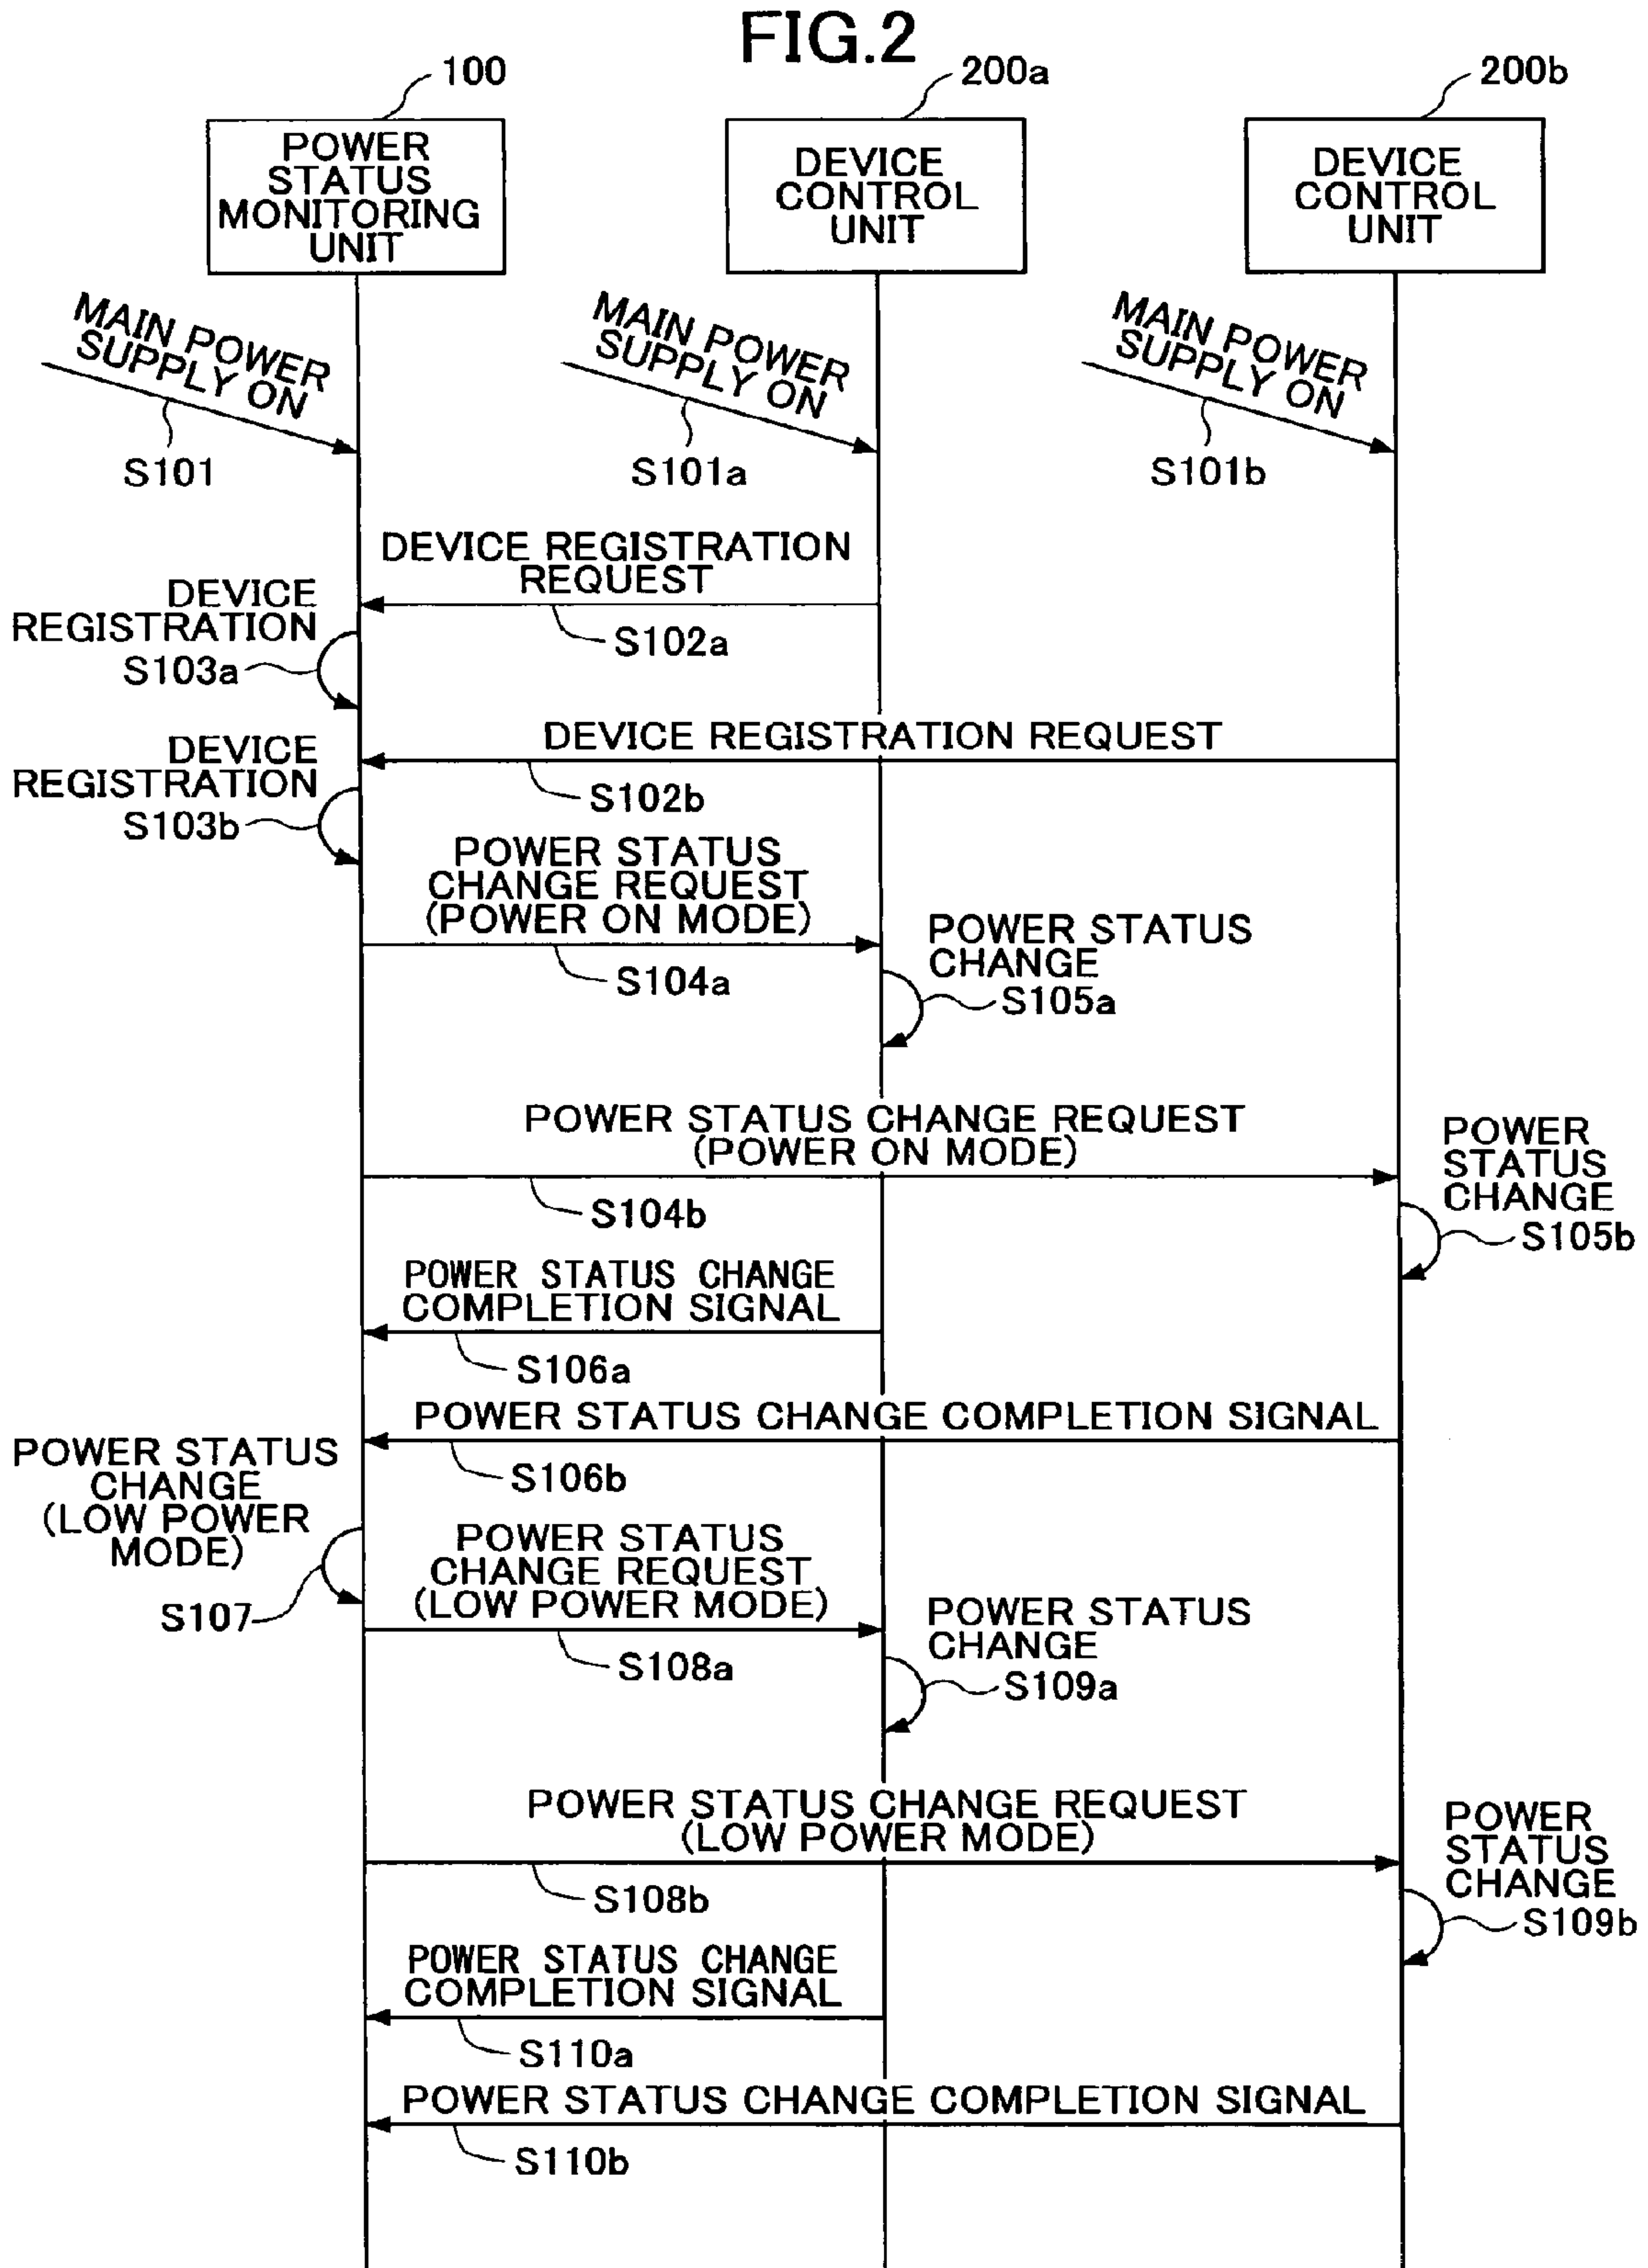 FIG.2
100
200a
200b
POWER
STATUS
MONITORING
UNIT
DEVICE
CONTROL
UNIT
DEVICE
CONTROL
UNIT
MAIN POWER
SUPPLY ON
S101
MAIN POWER
SUPPLY ON
S101a
MAIN POWER
SUPPLY ON
S101b
DEVICE REGISTRATION
REQUEST
S102a
DEVICE
REGISTRATION
S103a
DEVICE REGISTRATION REQUEST
S102b
DEVICE
REGISTRATION
S103b
POWER STATUS
CHANGE REQUEST
(POWER ON MODE)
S104a
POWER STATUS
CHANGE
S105a
POWER STATUS CHANGE REQUEST
(POWER ON MODE)
S104b
POWER
STATUS
CHANGE
S105b
POWER STATUS CHANGE
COMPLETION SIGNAL
S106a
POWER STATUS CHANGE COMPLETION SIGNAL
S106b
POWER STATUS
CHANGE
(LOW POWER
MODE)
S107
POWER STATUS
CHANGE REQUEST
(LOW POWER MODE)
S108a
POWER STATUS
CHANGE
S109a
POWER STATUS CHANGE REQUEST
(LOW POWER MODE)
S108b
POWER
STATUS
CHANGE
S109b
POWER STATUS CHANGE
COMPLETION SIGNAL
S110a
POWER STATUS CHANGE COMPLETION SIGNAL
S110b